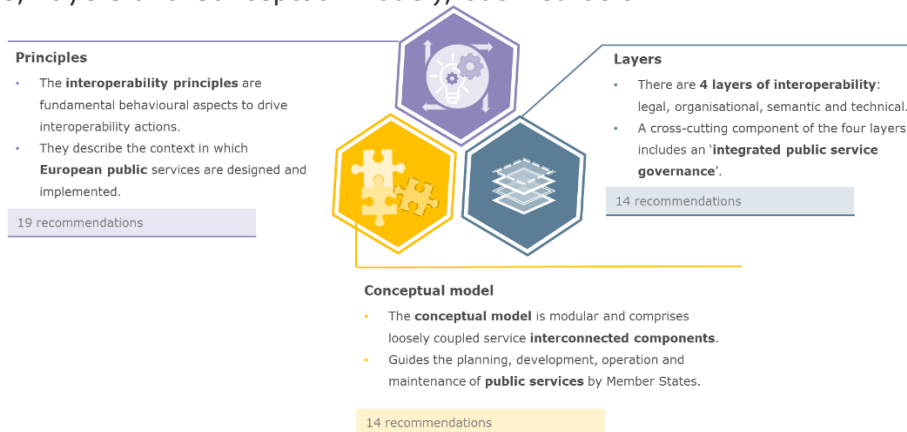 Principles
• The interoperability principles are
fundamental behavioural aspects to drive
interoperability actions.
• They describe the context in which
European public services are designed and
implemented.
19 recommendations
Layers
• There are 4 layers of interoperability:
legal, organisational, semantic and technical.
• A cross-cutting component of the four layers
includes an ‘integrated public service
governance’.
14 recommendations
Conceptual model
• The conceptual model is modular and comprises
loosely coupled service interconnected components.
• Guides the planning, development, operation and
maintenance of public services by Member States.
14 recommendations